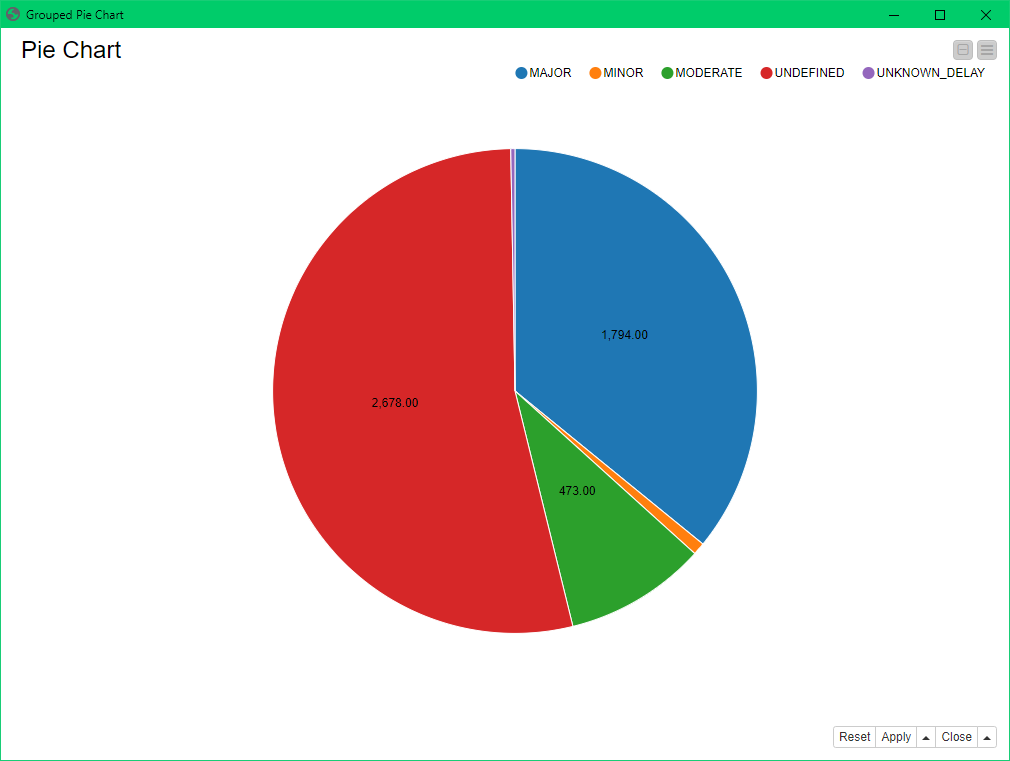 Grouped Pie Chart
Pie Chart
MAJOR MINOR MODERATE UNDEFINED UNKNOWN_DELAY
1,794.00
2,678.00
473.00
Reset Apply Close